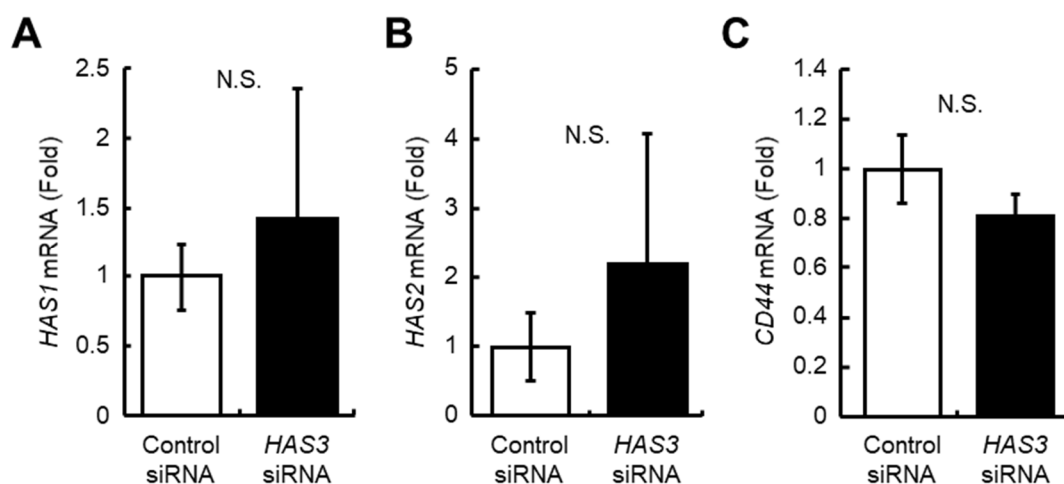 A
HAS1 mRNA (Fold)
2.5
2
1.5
1
0.5
0
N.S.
Control
siRNA
HAS3
siRNA
B
HAS2 mRNA (Fold)
5
4
3
2
1
0
N.S.
Control
siRNA
HAS3
siRNA
C
CD44 mRNA (Fold)
1.4
1.2
1
0.8
0.6
0.4
0.2
0
N.S.
Control
siRNA
HAS3
siRNA